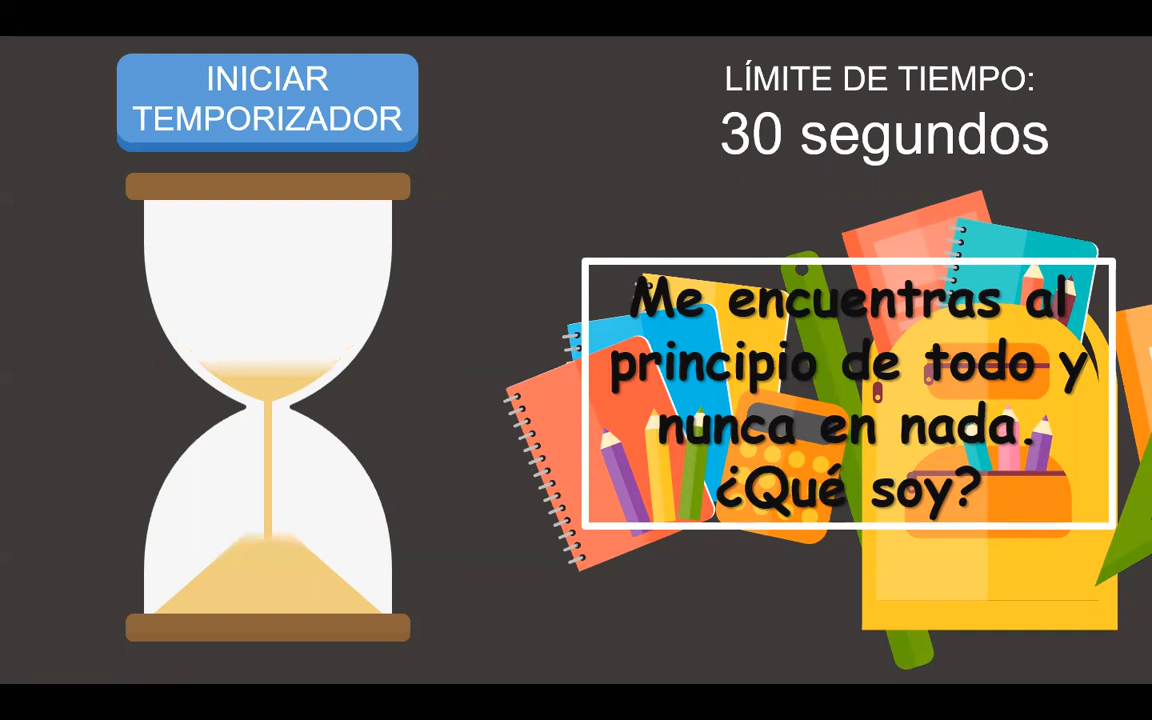 INICIAR
TEMPORIZADOR
LÍMITE DE TIEMPO:
30 segundos
Me encuentras al
principio de todo y
nunca en nada.
¿Qué soy?